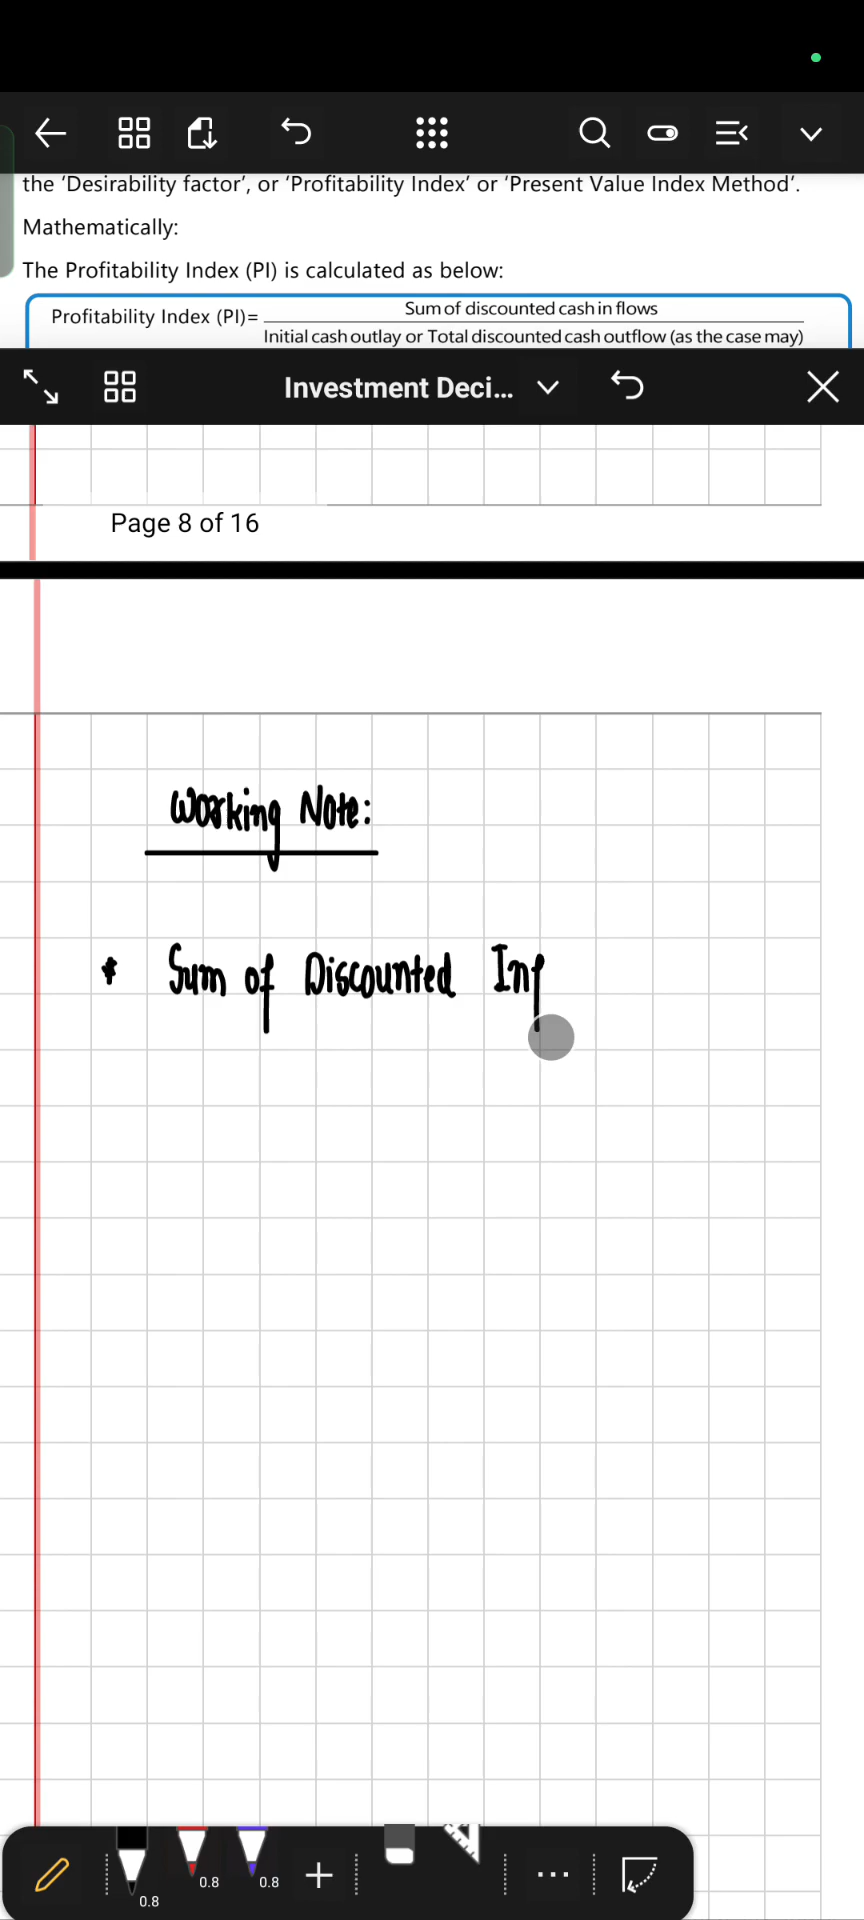 the ‘Desirability factor’, or ‘Profitability Index’ or ‘Present Value Index Method’.
Mathematically:
The Profitability Index (PI) is calculated as below:
Sum of discounted cash in flows
Profitability Index (PI)=
Initial cash outlay or Total discounted cash outflow (as the case may)
Investment Deci...
Page 8 of 16
Working Note:
* Sum of Discounted Inf
0.8 0.8 0.8